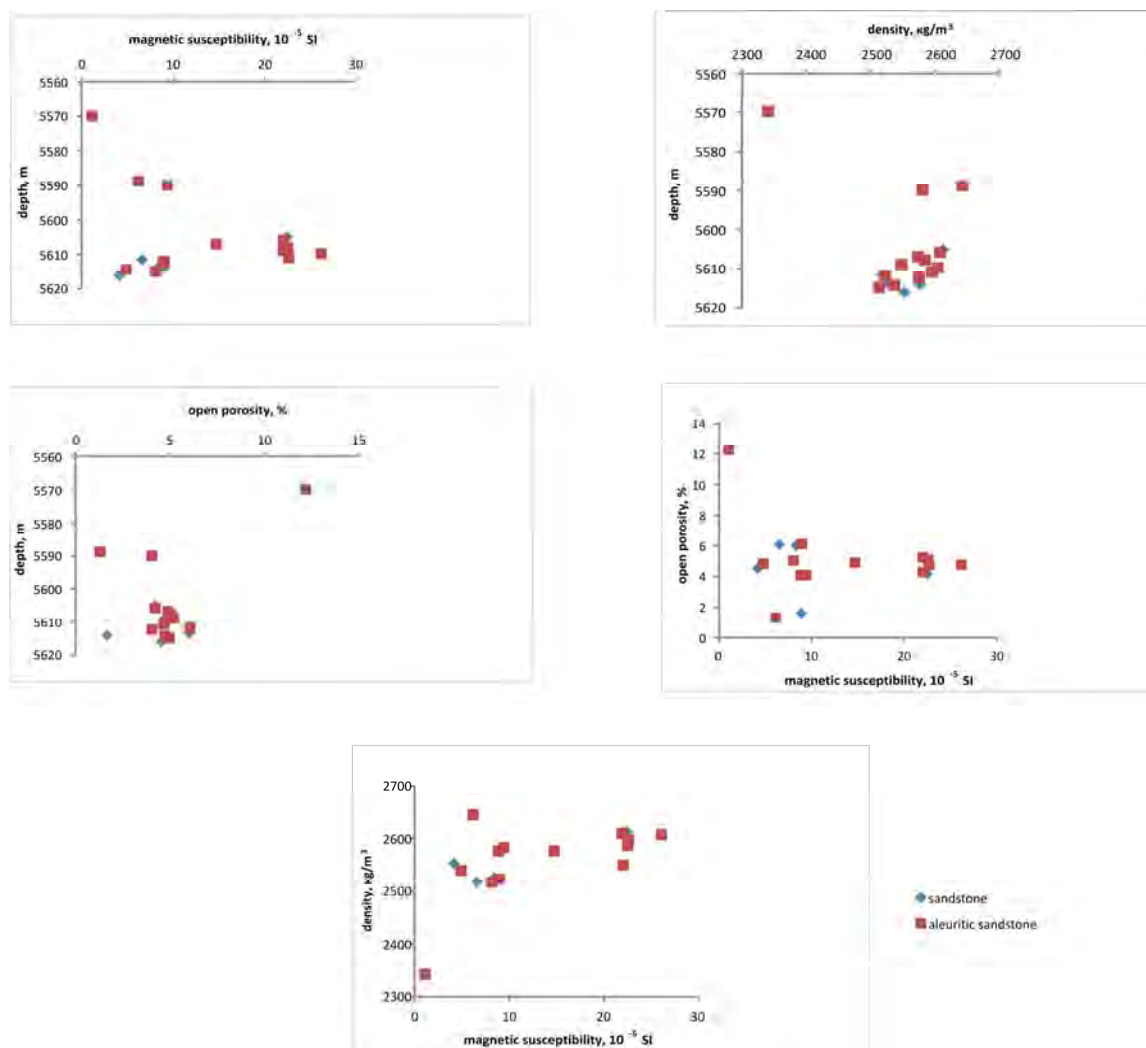 magnetic susceptibility, 10 ⁻⁵ SI
0 10 20 30
5560
5570
5580
5590
5600
5610
5620
depth, m
density, кg/m³
2300 2400 2500 2600 2700
5560
5570
5580
5590
5600
5610
5620
depth, m
open porosity, %
0 5 10 15
5560
5570
5580
5590
5600
5610
5620
depth, m
14
12
10
8
6
4
2
0
open porosity, %
0 10 20 30
magnetic susceptibility, 10 ⁻⁵ SI
2700
2600
2500
2400
2300
density, кg/m³
0 10 20 30
magnetic susceptibility, 10 ⁻⁵ SI
sandstone
aleuritic sandstone